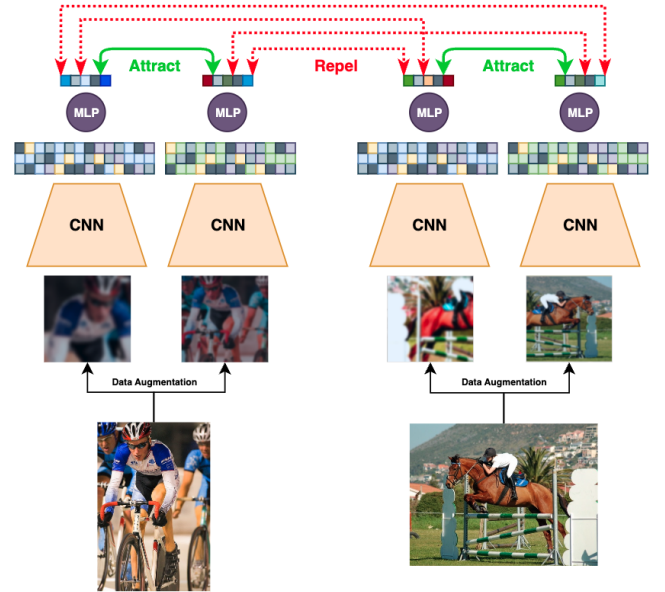 Attract
Repel
Attract
MLP
MLP
MLP
MLP
CNN
CNN
CNN
CNN
Data Augmentation
Data Augmentation